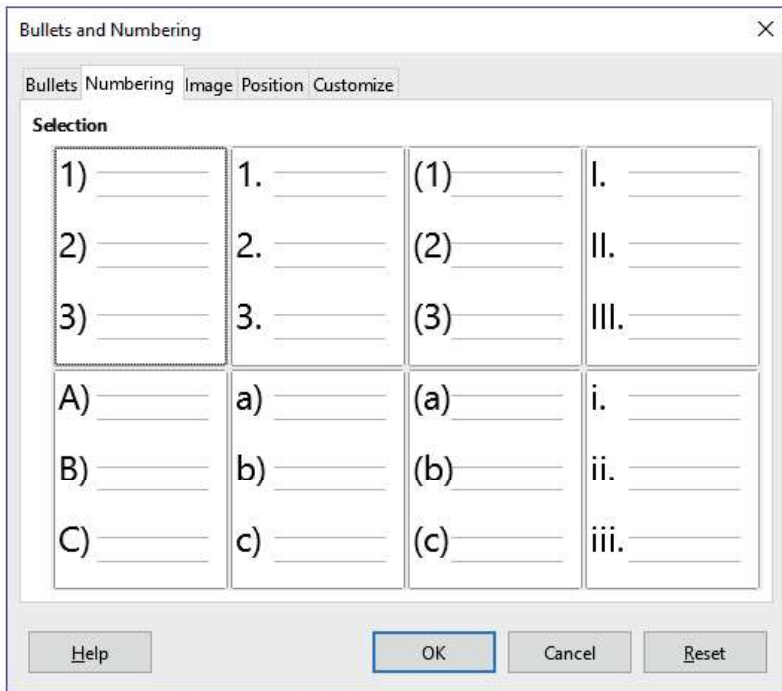 Bullets and Numbering
Bullets Numbering Image Position Customize
Selection
1) 1. (1) I.
2) 2. (2) II.
3) 3. (3) III.
A) a) (a) i.
B) b) (b) ii.
C) c) (c) iii.
Help OK Cancel Reset